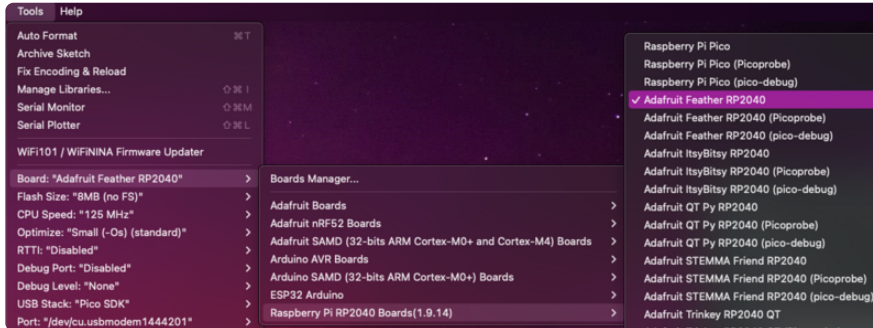 Tools Help
Auto Format ⌘T
Archive Sketch
Fix Encoding & Reload
Manage Libraries... ⇧⌘I
Serial Monitor ⇧⌘M
Serial Plotter ⇧⌘L
WiFi101 / WiFiNINA Firmware Updater
Board: "Adafruit Feather RP2040"
Flash Size: "8MB (no FS)"
CPU Speed: "125 MHz"
Optimize: "Small (-Os) (standard)"
RTTI: "Disabled"
Debug Port: "Disabled"
Debug Level: "None"
USB Stack: "Pico SDK"
Port: "/dev/cu.usbmodem1444201"
Boards Manager...
Adafruit Boards
Adafruit nRF52 Boards
Adafruit SAMD (32-bits ARM Cortex-M0+ and Cortex-M4) Boards
Arduino AVR Boards
Arduino SAMD (32-bits ARM Cortex-M0+) Boards
ESP32 Arduino
Raspberry Pi RP2040 Boards(1.9.14)
Raspberry Pi Pico
Raspberry Pi Pico (Picoprobe)
Raspberry Pi Pico (pico-debug)
✓ Adafruit Feather RP2040
Adafruit Feather RP2040 (Picoprobe)
Adafruit Feather RP2040 (pico-debug)
Adafruit ItsyBitsy RP2040
Adafruit ItsyBitsy RP2040 (Picoprobe)
Adafruit ItsyBitsy RP2040 (pico-debug)
Adafruit QT Py RP2040
Adafruit QT Py RP2040 (Picoprobe)
Adafruit QT Py RP2040 (pico-debug)
Adafruit STEMMA Friend RP2040
Adafruit STEMMA Friend RP2040 (Picoprobe)
Adafruit STEMMA Friend RP2040 (pico-debug)
Adafruit Trinkey RP2040 QT